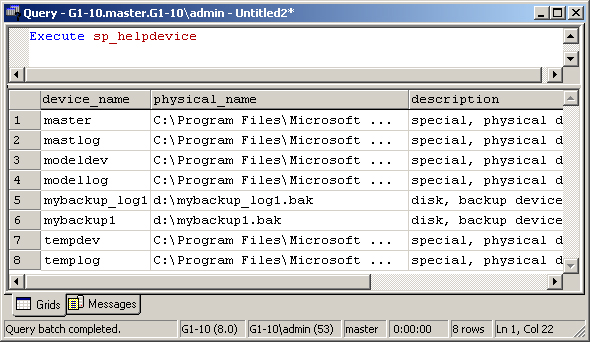 Query - G1-10.master.G1-10\admin - Untitled2*
Execute sp_helpdevice
device_name physical_name description
1 master C:\Program Files\Microsoft ... special, physical d
2 mastlog C:\Program Files\Microsoft ... special, physical d
3 modeldev C:\Program Files\Microsoft ... special, physical d
4 modellog C:\Program Files\Microsoft ... special, physical d
5 mybackup_log1 d:\mybackup_log1.bak disk, backup device
6 mybackup1 d:\mybackup1.bak disk, backup device
7 tempdev C:\Program Files\Microsoft ... special, physical d
8 templog C:\Program Files\Microsoft ... special, physical d
Grids Messages
Query batch completed. G1-10 (8.0) G1-10\admin (53) master 0:00:00 8 rows Ln 1, Col 22